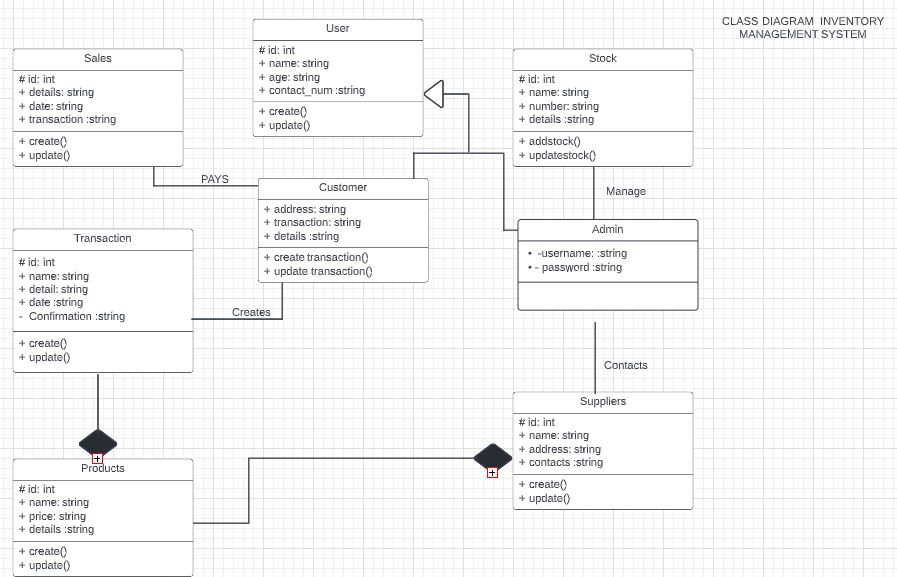 CLASS DIAGRAM INVENTORY
MANAGEMENT SYSTEM
User
# id: int
+ name: string
+ age: string
+ contact_num :string
+ create()
+ update()
Sales
# id: int
+ details: string
+ date: string
+ transaction :string
+ create()
+ update()
Stock
# id: int
+ name: string
+ number: string
+ details :string
+ addstock()
+ updatestock()
PAYS
Manage
Customer
+ address: string
+ transaction: string
+ details :string
+ create transaction()
+ update transaction()
Admin
• -username: :string
• - password :string
Transaction
# id: int
+ name: string
+ detail: string
+ date :string
- Confirmation :string
+ create()
+ update()
Creates
Contacts
Suppliers
# id: int
+ name: string
+ address: string
+ contacts :string
+ create()
+ update()
Products
# id: int
+ name: string
+ price: string
+ details :string
+ create()
+ update()